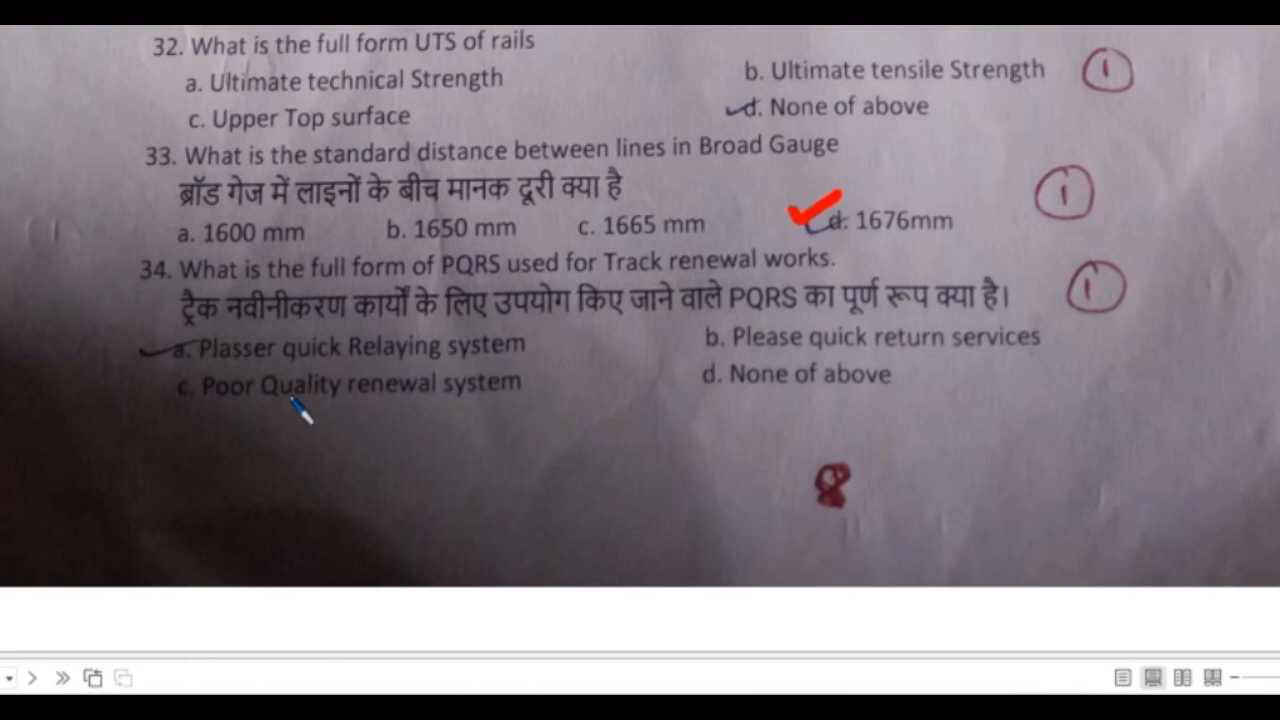 32. What is the full form UTS of rails
a. Ultimate technical Strength b. Ultimate tensile Strength 1
c. Upper Top surface d. None of above
33. What is the standard distance between lines in Broad Gauge
ब्रॉड गेज में लाइनों के बीच मानक दूरी क्या है 1
a. 1600 mm b. 1650 mm c. 1665 mm d. 1676mm
34. What is the full form of PQRS used for Track renewal works.
ट्रैक नवीनीकरण कार्यों के लिए उपयोग किए जाने वाले PQRS का पूर्ण रूप क्या है। 1
a. Plasser quick Relaying system b. Please quick return services
c. Poor Quality renewal system d. None of above
8